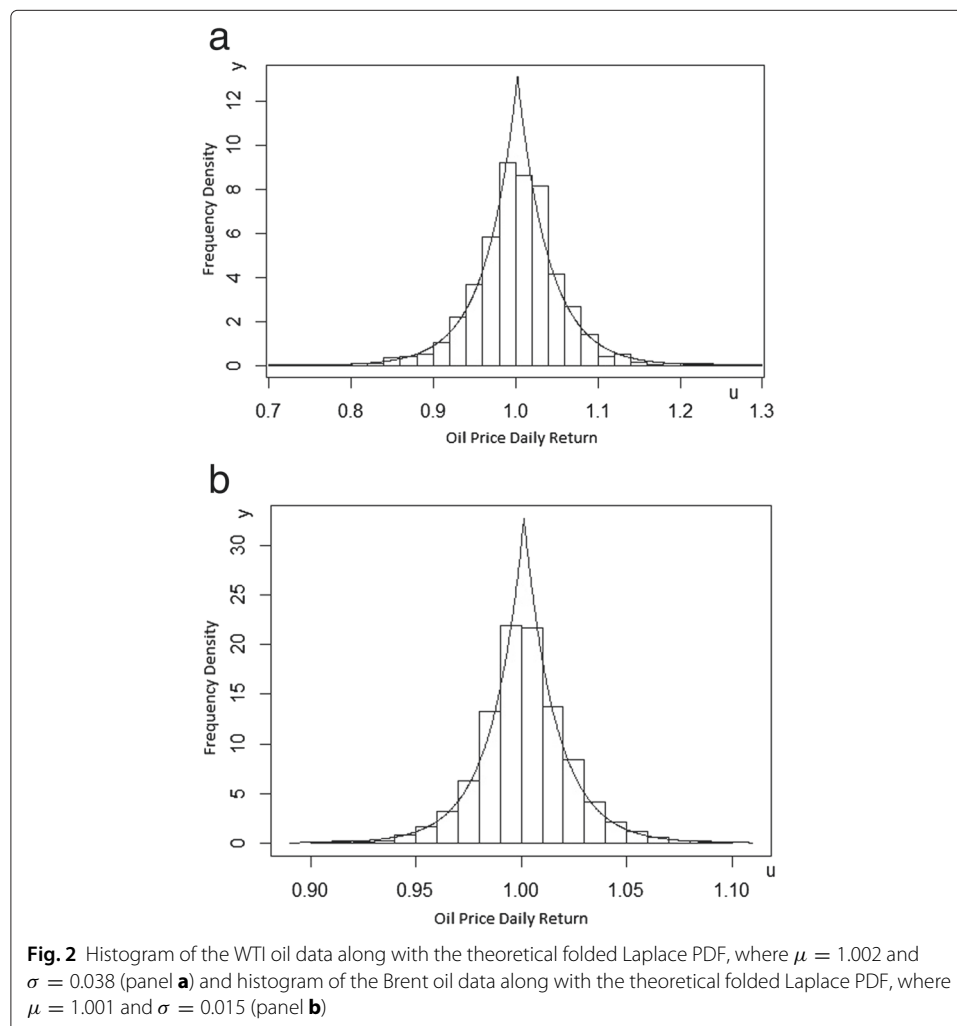 a
y
Frequency Density
12
10
8
6
4
2
0
0.7 0.8 0.9 1.0 1.1 1.2 1.3
u
Oil Price Daily Return
b
y
Frequency Density
30
25
20
15
10
5
0
0.90 0.95 1.00 1.05 1.10
u
Oil Price Daily Return
Fig. 2 Histogram of the WTI oil data along with the theoretical folded Laplace PDF, where μ = 1.002 and
σ = 0.038 (panel a) and histogram of the Brent oil data along with the theoretical folded Laplace PDF, where
μ = 1.001 and σ = 0.015 (panel b)